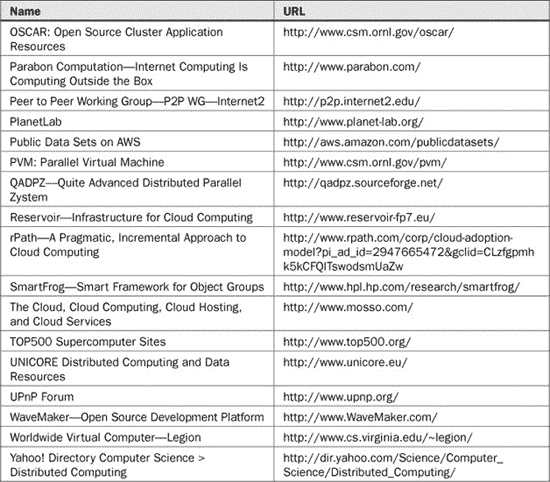 Name URL
OSCAR: Open Source Cluster Application http://www.csm.ornl.gov/oscar/
Resources
Parabon Computation—Internet Computing Is http://www.parabon.com/
Computing Outside the Box
Peer to Peer Working Group—P2P WG—Internet2 http://p2p.internet2.edu/
PlanetLab http://www.planet-lab.org/
Public Data Sets on AWS http://aws.amazon.com/publicdatasets/
PVM: Parallel Virtual Machine http://www.csm.ornl.gov/pvm/
QADPZ—Quite Advanced Distributed Parallel http://qadpz.sourceforge.net/
Zystem
Reservoir—Infrastructure for Cloud Computing http://www.reservoir-fp7.eu/
rPath—A Pragmatic, Incremental Approach to http://www.rpath.com/corp/cloud-adoption-
Cloud Computing model?pi_ad_id=2947665472&gclid=CLzfgpmh
k5kCFQITswodsmUaZw
SmartFrog—Smart Framework for Object Groups http://www.hpl.hp.com/research/smartfrog/
The Cloud, Cloud Computing, Cloud Hosting, http://www.mosso.com/
and Cloud Services
TOP500 Supercomputer Sites http://www.top500.org/
UNICORE Distributed Computing and Data http://www.unicore.eu/
Resources
UPnP Forum http://www.upnp.org/
WaveMaker—Open Source Development Platform http://www.WaveMaker.com/
Worldwide Virtual Computer—Legion http://www.cs.virginia.edu/~legion/
Yahoo! Directory Computer Science > http://dir.yahoo.com/Science/Computer_
Distributed Computing Science/Distributed_Computing/